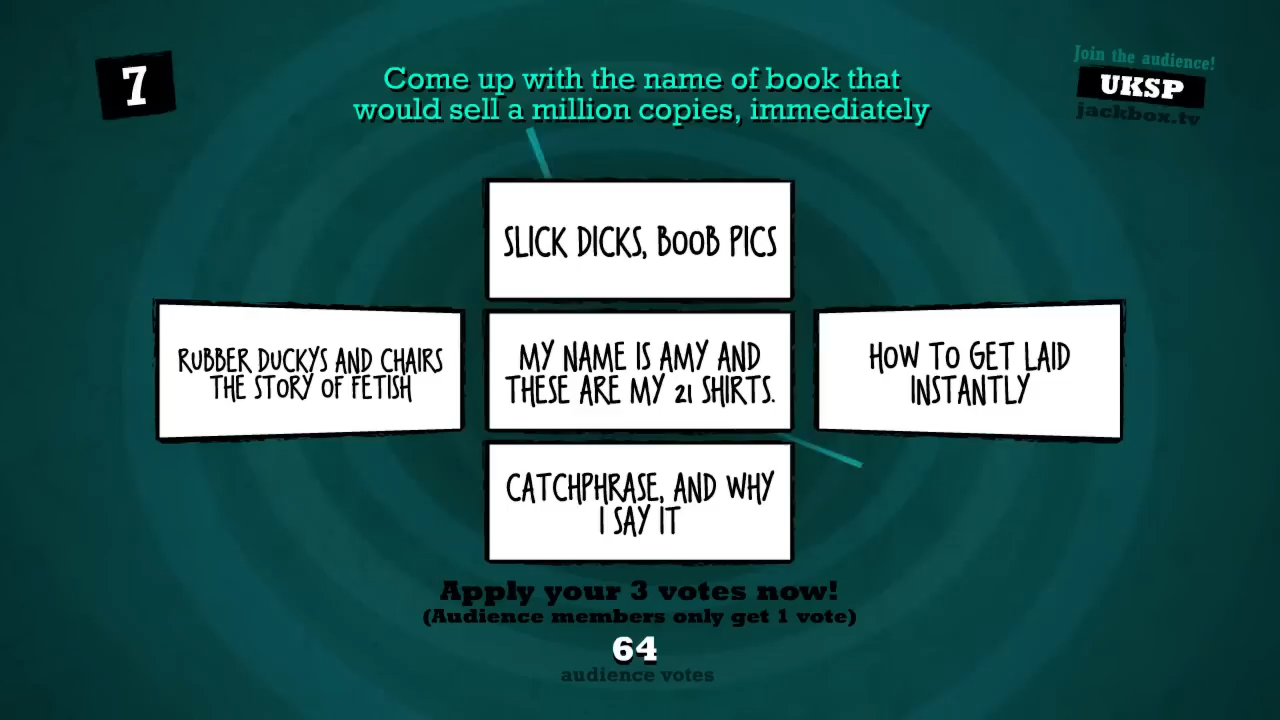 7
Come up with the name of book that
would sell a million copies, immediately
Join the audience!
UKSP
jackbox.tv
SLICK DICKS, BOOB PICS
RUBBER DUCKYS AND CHAIRS
THE STORY OF FETISH
MY NAME IS AMY AND
THESE ARE MY 21 SHIRTS.
HOW TO GET LAID
INSTANTLY
CATCHPHRASE, AND WHY
I SAY IT
Apply your 3 votes now!
(Audience members only get 1 vote)
64
audience votes